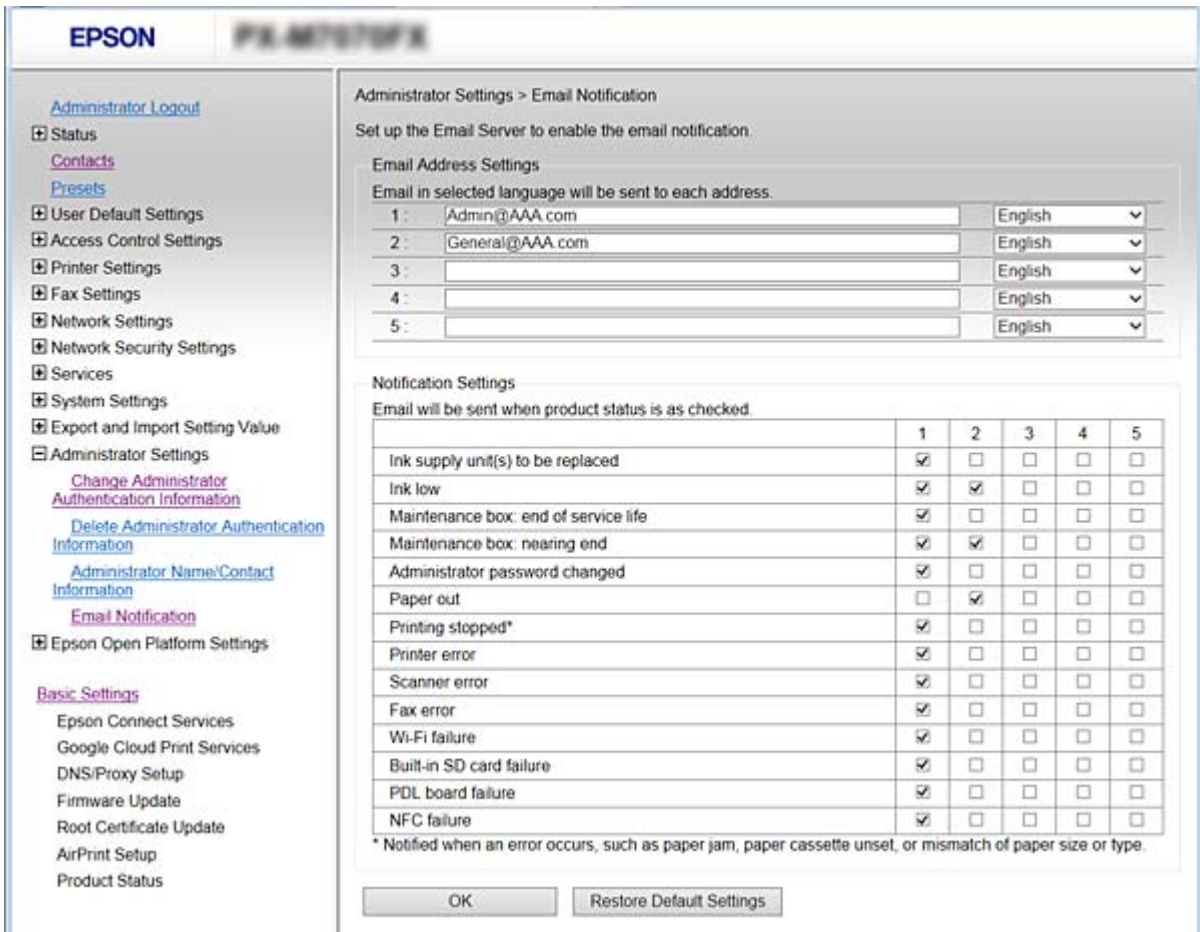 EPSON
Administrator Logout
Status
Contacts
Presets
User Default Settings
Access Control Settings
Printer Settings
Fax Settings
Network Settings
Network Security Settings
Services
System Settings
Export and Import Setting Value
Administrator Settings
Change Administrator
Authentication Information
Delete Administrator Authentication
Information
Administrator Name/Contact
Information
Email Notification
Epson Open Platform Settings
Basic Settings
Epson Connect Services
Google Cloud Print Services
DNS/Proxy Setup
Firmware Update
Root Certificate Update
AirPrint Setup
Product Status
Administrator Settings > Email Notification
Set up the Email Server to enable the email notification.
Email Address Settings
Email in selected language will be sent to each address.
1 : Admin@AAA.com English
2 : General@AAA.com English
3 : English
4 : English
5 : English
Notification Settings
Email will be sent when product status is as checked.
1 2 3 4 5
Ink supply unit(s) to be replaced
Ink low
Maintenance box: end of service life
Maintenance box: nearing end
Administrator password changed
Paper out
Printing stopped*
Printer error
Scanner error
Fax error
Wi-Fi failure
Built-in SD card failure
PDL board failure
NFC failure
* Notified when an error occurs, such as paper jam, paper cassette unset, or mismatch of paper size or type.
OK
Restore Default Settings